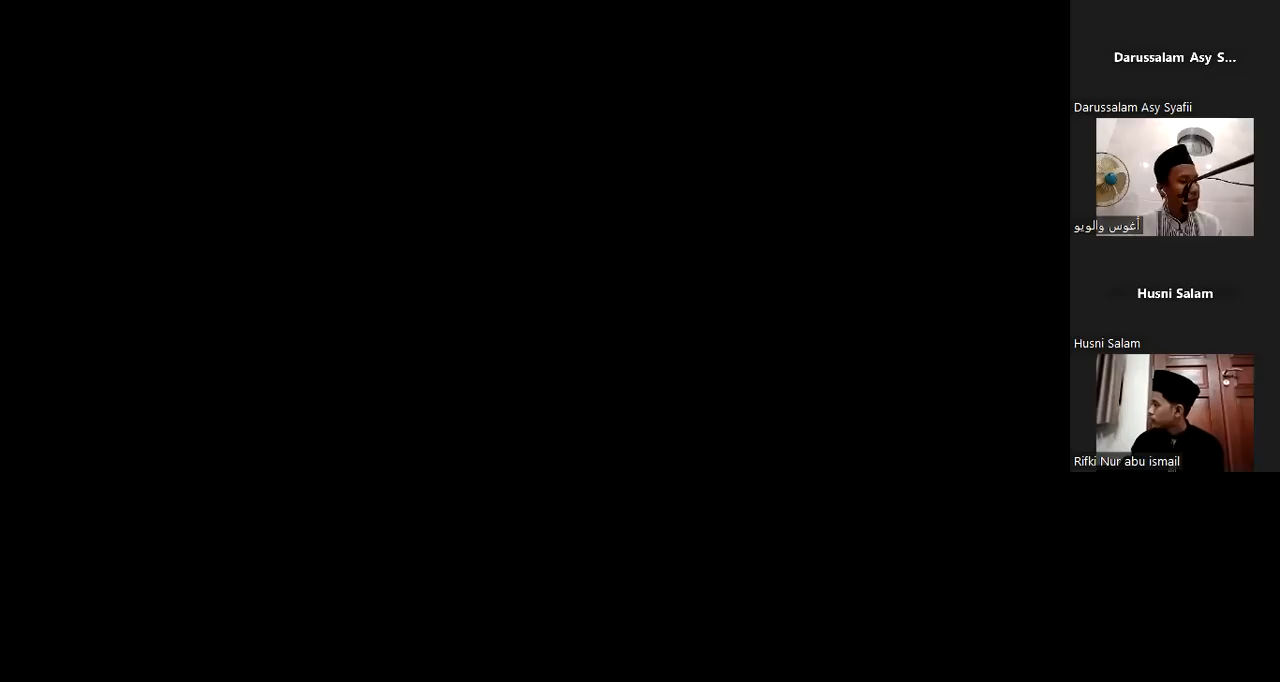 Darussalam Asy S...
Darussalam Asy Syafii
أغوس والويو
Husni Salam
Husni Salam
Rifki Nur abu ismail